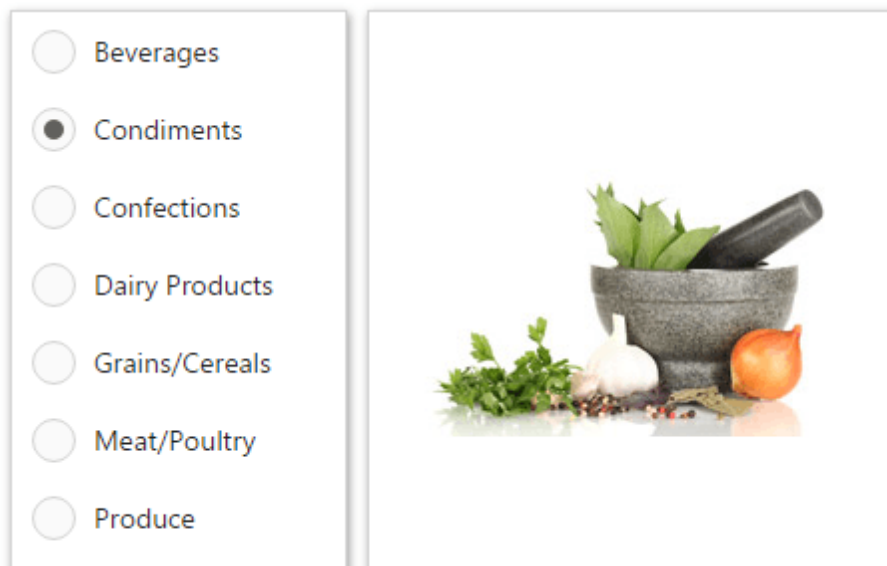 Beverages
Condiments
Confections
Dairy Products
Grains/Cereals
Meat/Poultry
Produce